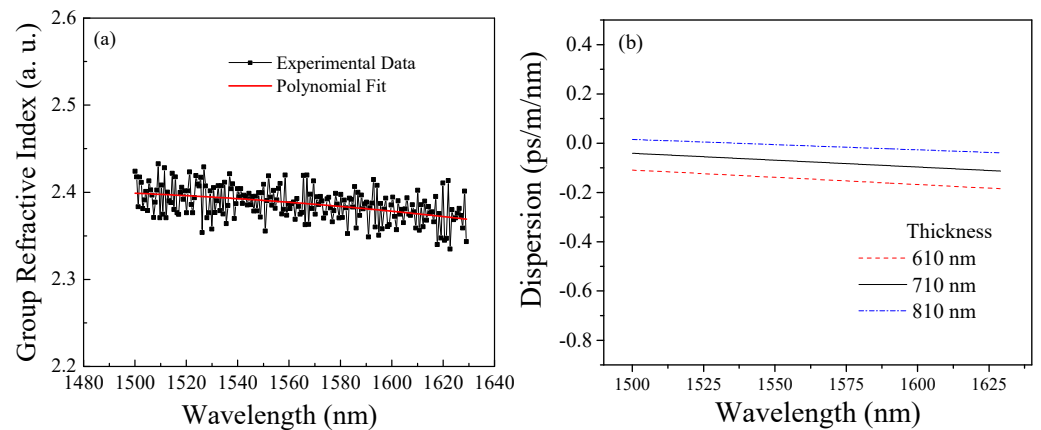 (a)
Experimental Data
Polynomial Fit
2.6
2.5
2.4
2.3
2.2
Group Refractive Index (a. u.)
1480 1500 1520 1540 1560 1580 1600 1620 1640
Wavelength (nm)
(b)
0.4
0.2
0.0
-0.2
-0.4
-0.6
-0.8
Dispersion (ps/m/nm)
Thickness
610 nm
710 nm
810 nm
1500 1525 1550 1575 1600 1625
Wavelength (nm)